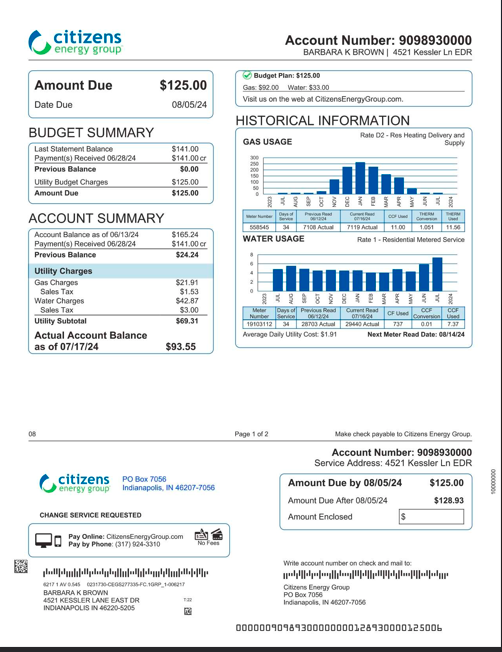 citizens
energy group
Account Number: 9098930000
BARBARA K BROWN | 4521 Kessler Ln EDR
Amount Due $125.00
Date Due 08/05/24
Budget Plan: $125.00
Gas: $92.00 Water: $33.00
Visit us on the web at CitizensEnergyGroup.com.
BUDGET SUMMARY
Last Statement Balance $141.00
Payment(s) Received 06/28/24 $141.00 cr
Previous Balance $0.00
Utility Budget Charges $125.00
Amount Due $125.00
ACCOUNT SUMMARY
Account Balance as of 06/13/24 $165.24
Payment(s) Received 06/28/24 $141.00 cr
Previous Balance $24.24
Utility Charges
Gas Charges $21.91
Sales Tax $1.53
Water Charges $42.87
Sales Tax $3.00
Utility Subtotal $69.31
Actual Account Balance
as of 07/17/24 $93.55
HISTORICAL INFORMATION
GAS USAGE
Rate D2 - Res Heating Delivery and
Supply
300
250
200
150
100
50
0
2023 JUL AUG SEP OCT NOV DEC JAN FEB MAR APR MAY JUN JUL 2024
Meter Number Days of Service Previous Read 06/12/24 Current Read 07/16/24 CCF Used THERM Conversion THERM Used
558545 34 7108 Actual 7119 Actual 11.00 1.051 11.56
WATER USAGE
Rate 1 - Residential Metered Service
8
6
4
2
0
2023 JUL AUG SEP OCT NOV DEC JAN FEB MAR APR MAY JUN JUL 2024
Meter Number Days of Service Previous Read 06/12/24 Current Read 07/16/24 CF Used CCF Conversion CCF Used
19103112 34 28703 Actual 29440 Actual 737 0.01 7.37
Average Daily Utility Cost: $1.91 Next Meter Read Date: 08/14/24
08 Page 1 of 2 Make check payable to Citizens Energy Group.
Account Number: 9098930000
Service Address: 4521 Kessler Ln EDR
citizens
energy group
PO Box 7056
Indianapolis, IN 46207-7056
Amount Due by 08/05/24 $125.00
Amount Due After 08/05/24 $128.93
Amount Enclosed $
10000000
CHANGE SERVICE REQUESTED
Pay Online: CitizensEnergyGroup.com
Pay by Phone: (317) 924-3310
No Fees
6217 1 AV 0.545 0231730-CEGS277335-FC.1GRP_1-006217
BARBARA K BROWN
4521 KESSLER LANE EAST DR
INDIANAPOLIS IN 46220-5205
T:22
Write account number on check and mail to:
Citizens Energy Group
PO Box 7056
Indianapolis, IN 46207-7056